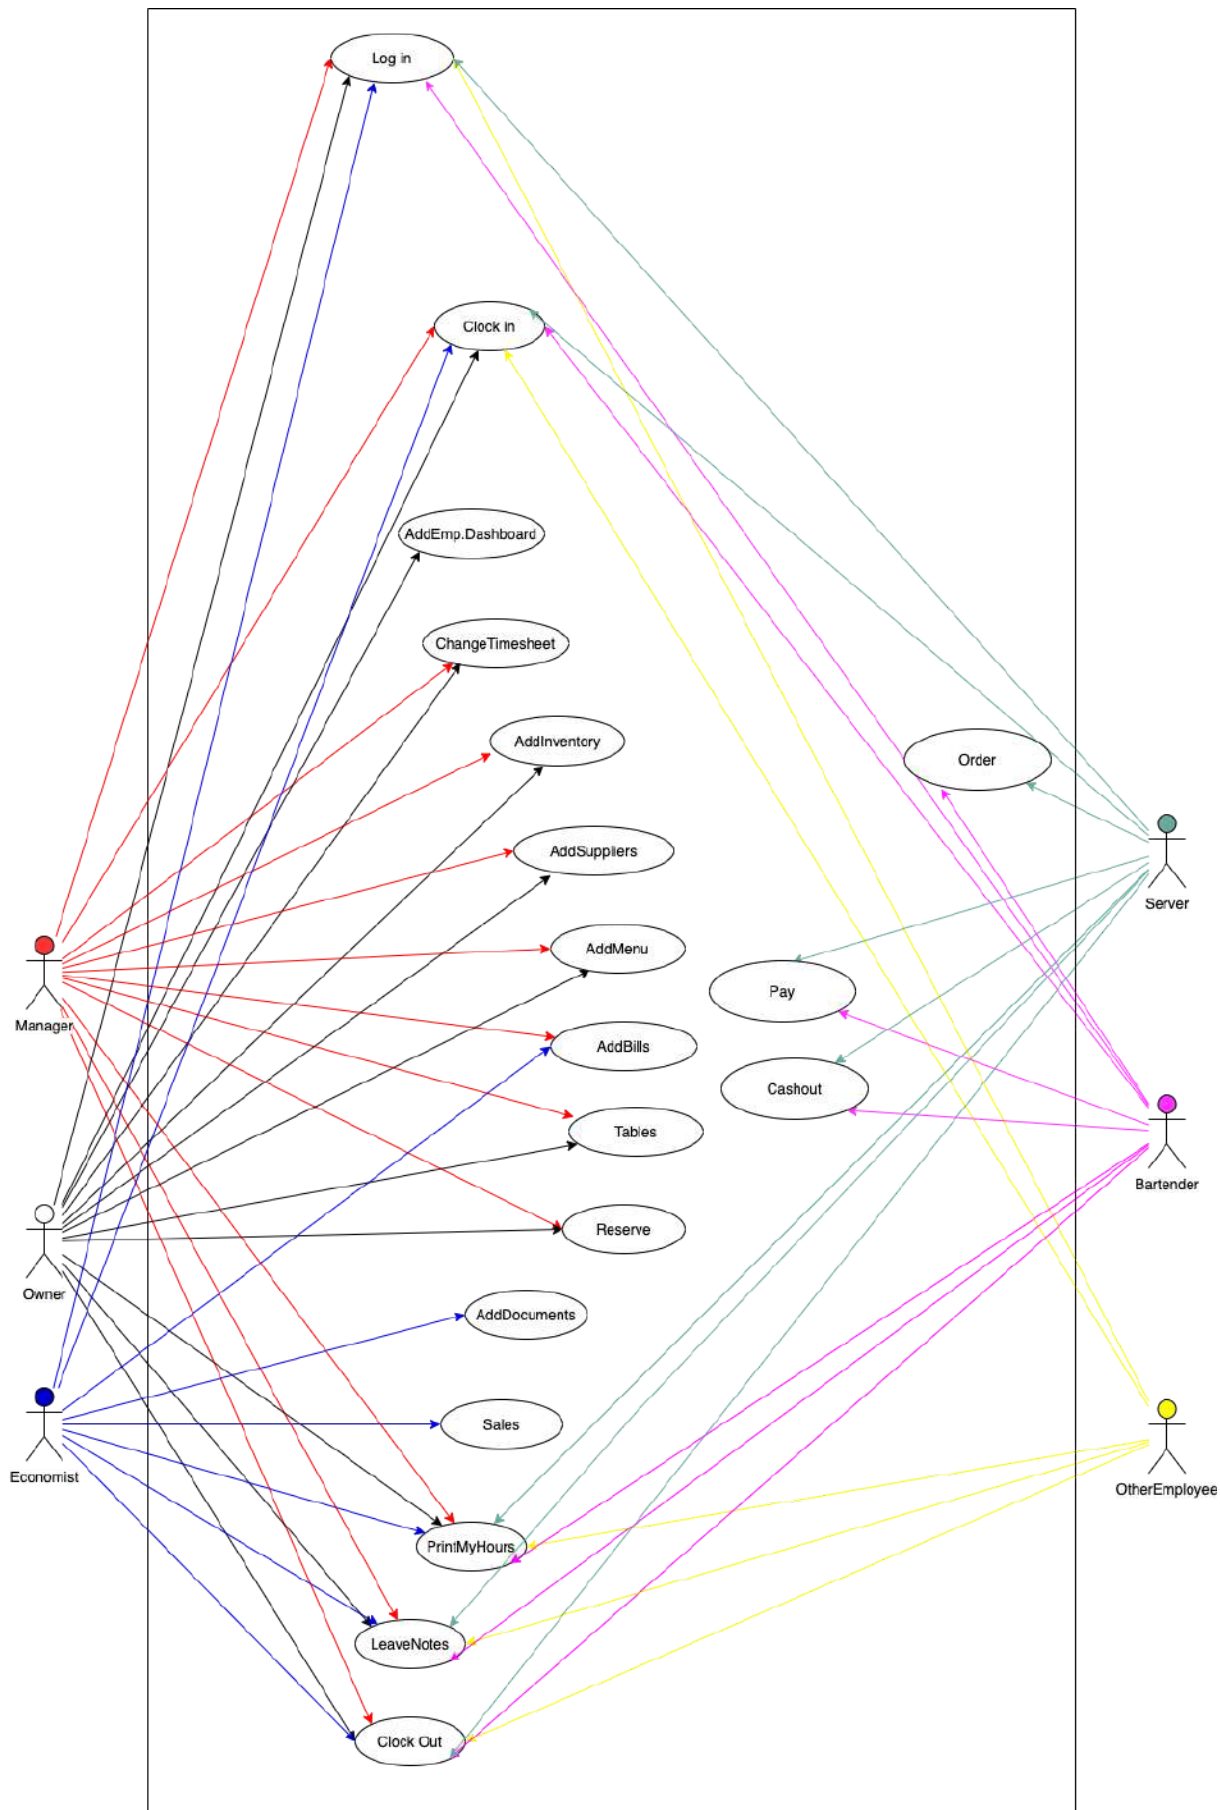 Log in
Clock in
AddEmp.Dashboard
ChangeTimesheet
AddInventory
Order
AddSuppliers
Server
AddMenu
Pay
Manager
AddBills
Cashout
Tables
Bartender
Reserve
Owner
AddDocuments
Sales
Economist
OtherEmployee
PrintMyHours
LeaveNotes
Clock Out